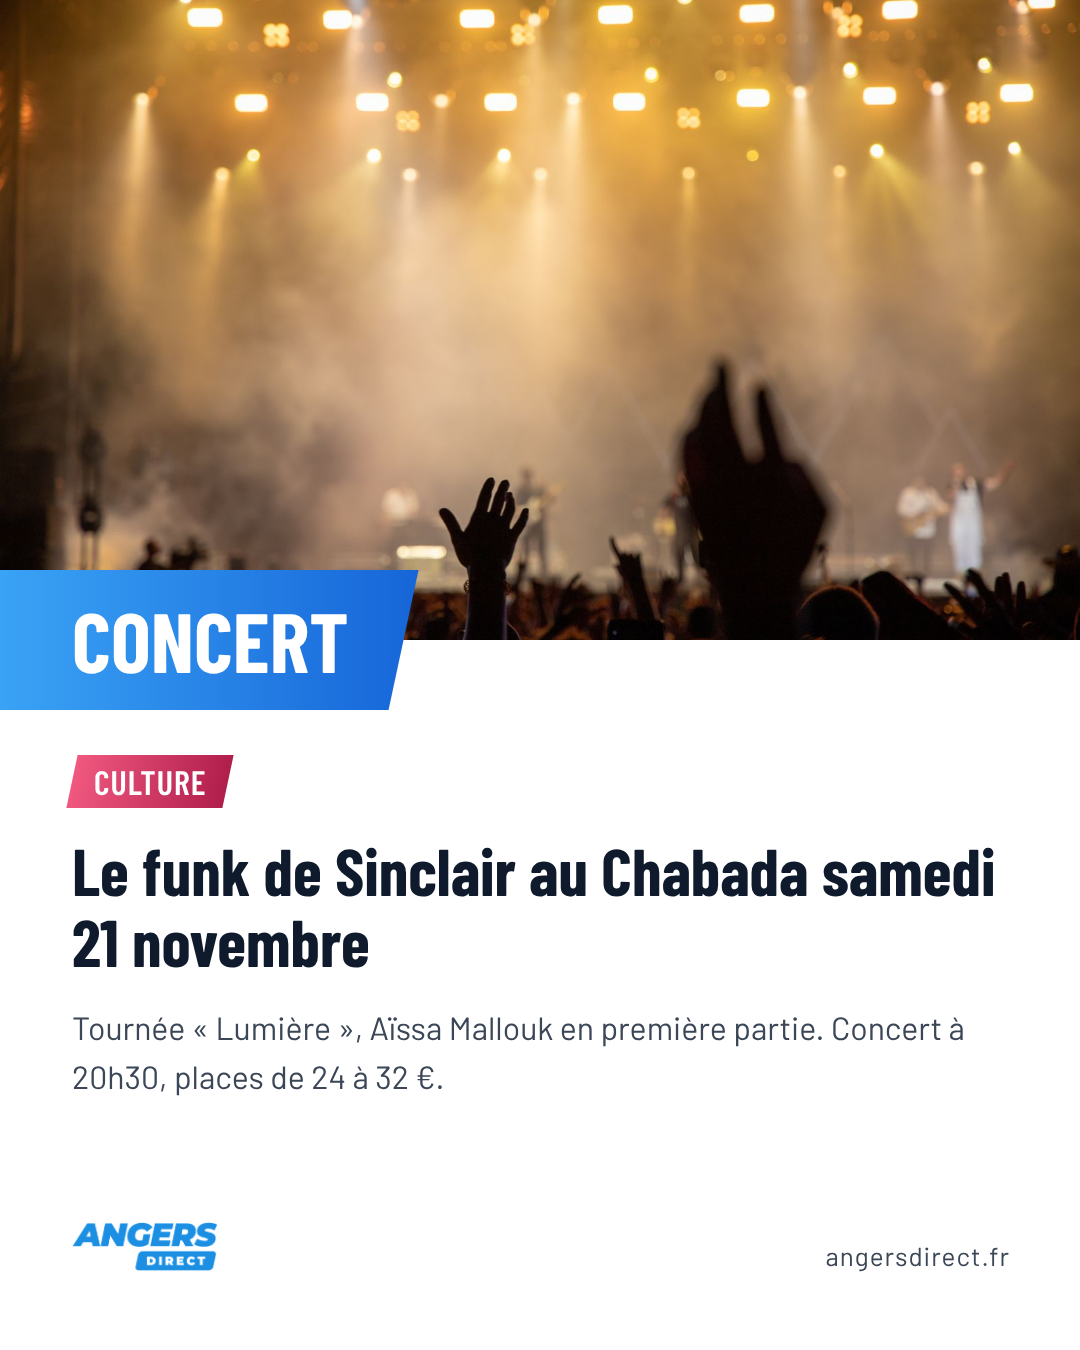 CONCERT
CULTURE
Le funk de Sinclair au Chabada samedi
21 novembre
Tournée « Lumière », Aïssa Mallouk en première partie. Concert à
20h30, places de 24 à 32 €.
ANGERS
DIRECT
angersdirect.fr